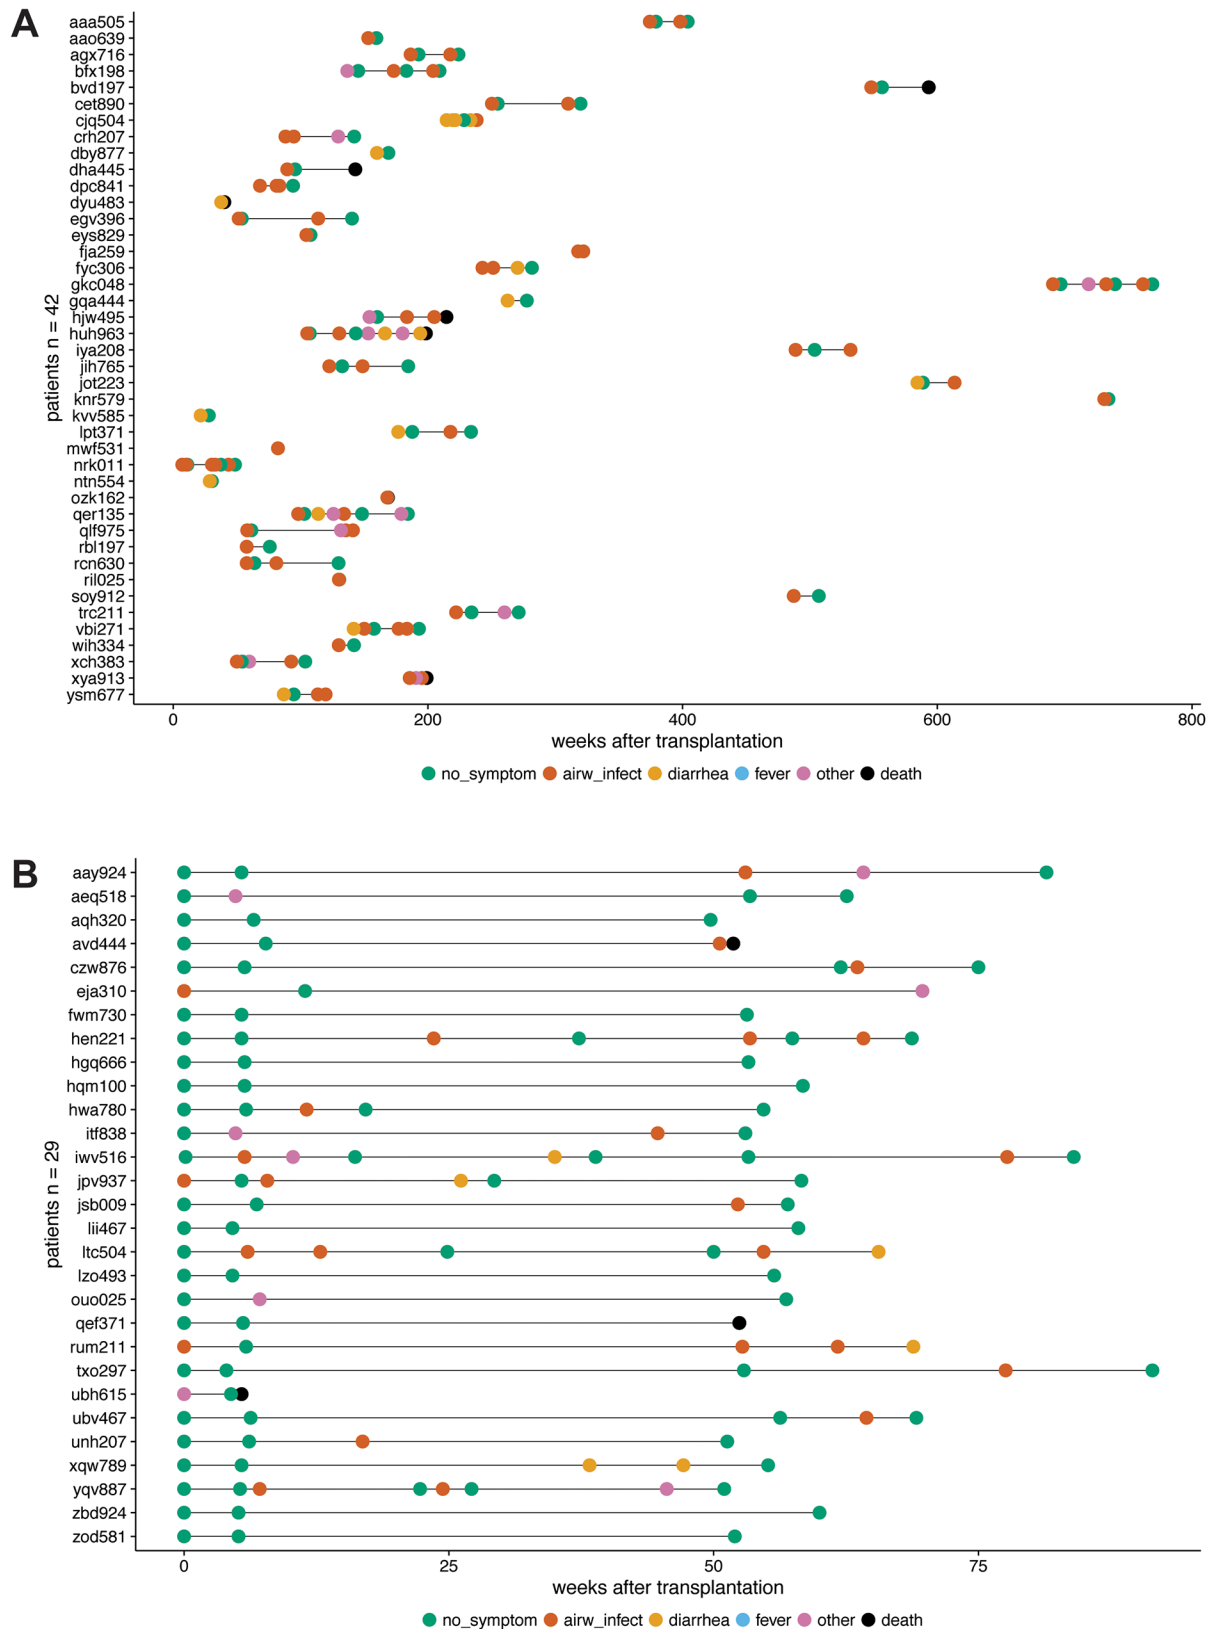 A
aaa505
aao639
agx716
bfx198
bvd197
cet890
cjq504
crh207
dby877
dha445
dpc841
dyu483
egv396
eys829
fja259
fyc306
gkc048
gqa444
hjw495
huh963
iya208
jih765
jot223
knr579
kvv585
lpt371
mwf531
nrk011
ntn554
ozk162
qer135
qlf975
rbl197
rcn630
ril025
soy912
trc211
vbi271
wih334
xch383
xya913
ysm677
patients n = 42
0 200 400 600 800
weeks after transplantation
no_symptom airw_infect diarrhea fever other death
B
aay924
aeq518
aqh320
avd444
czw876
eja310
fwm730
hen221
hgq666
hqm100
hwa780
itf838
iwv516
jpv937
jsb009
lii467
ltc504
lzo493
ouo025
qef371
rum211
txo297
ubh615
ubv467
unh207
xqw789
yqv887
zbd924
zod581
patients n = 29
0 25 50 75
weeks after transplantation
no_symptom airw_infect diarrhea fever other death